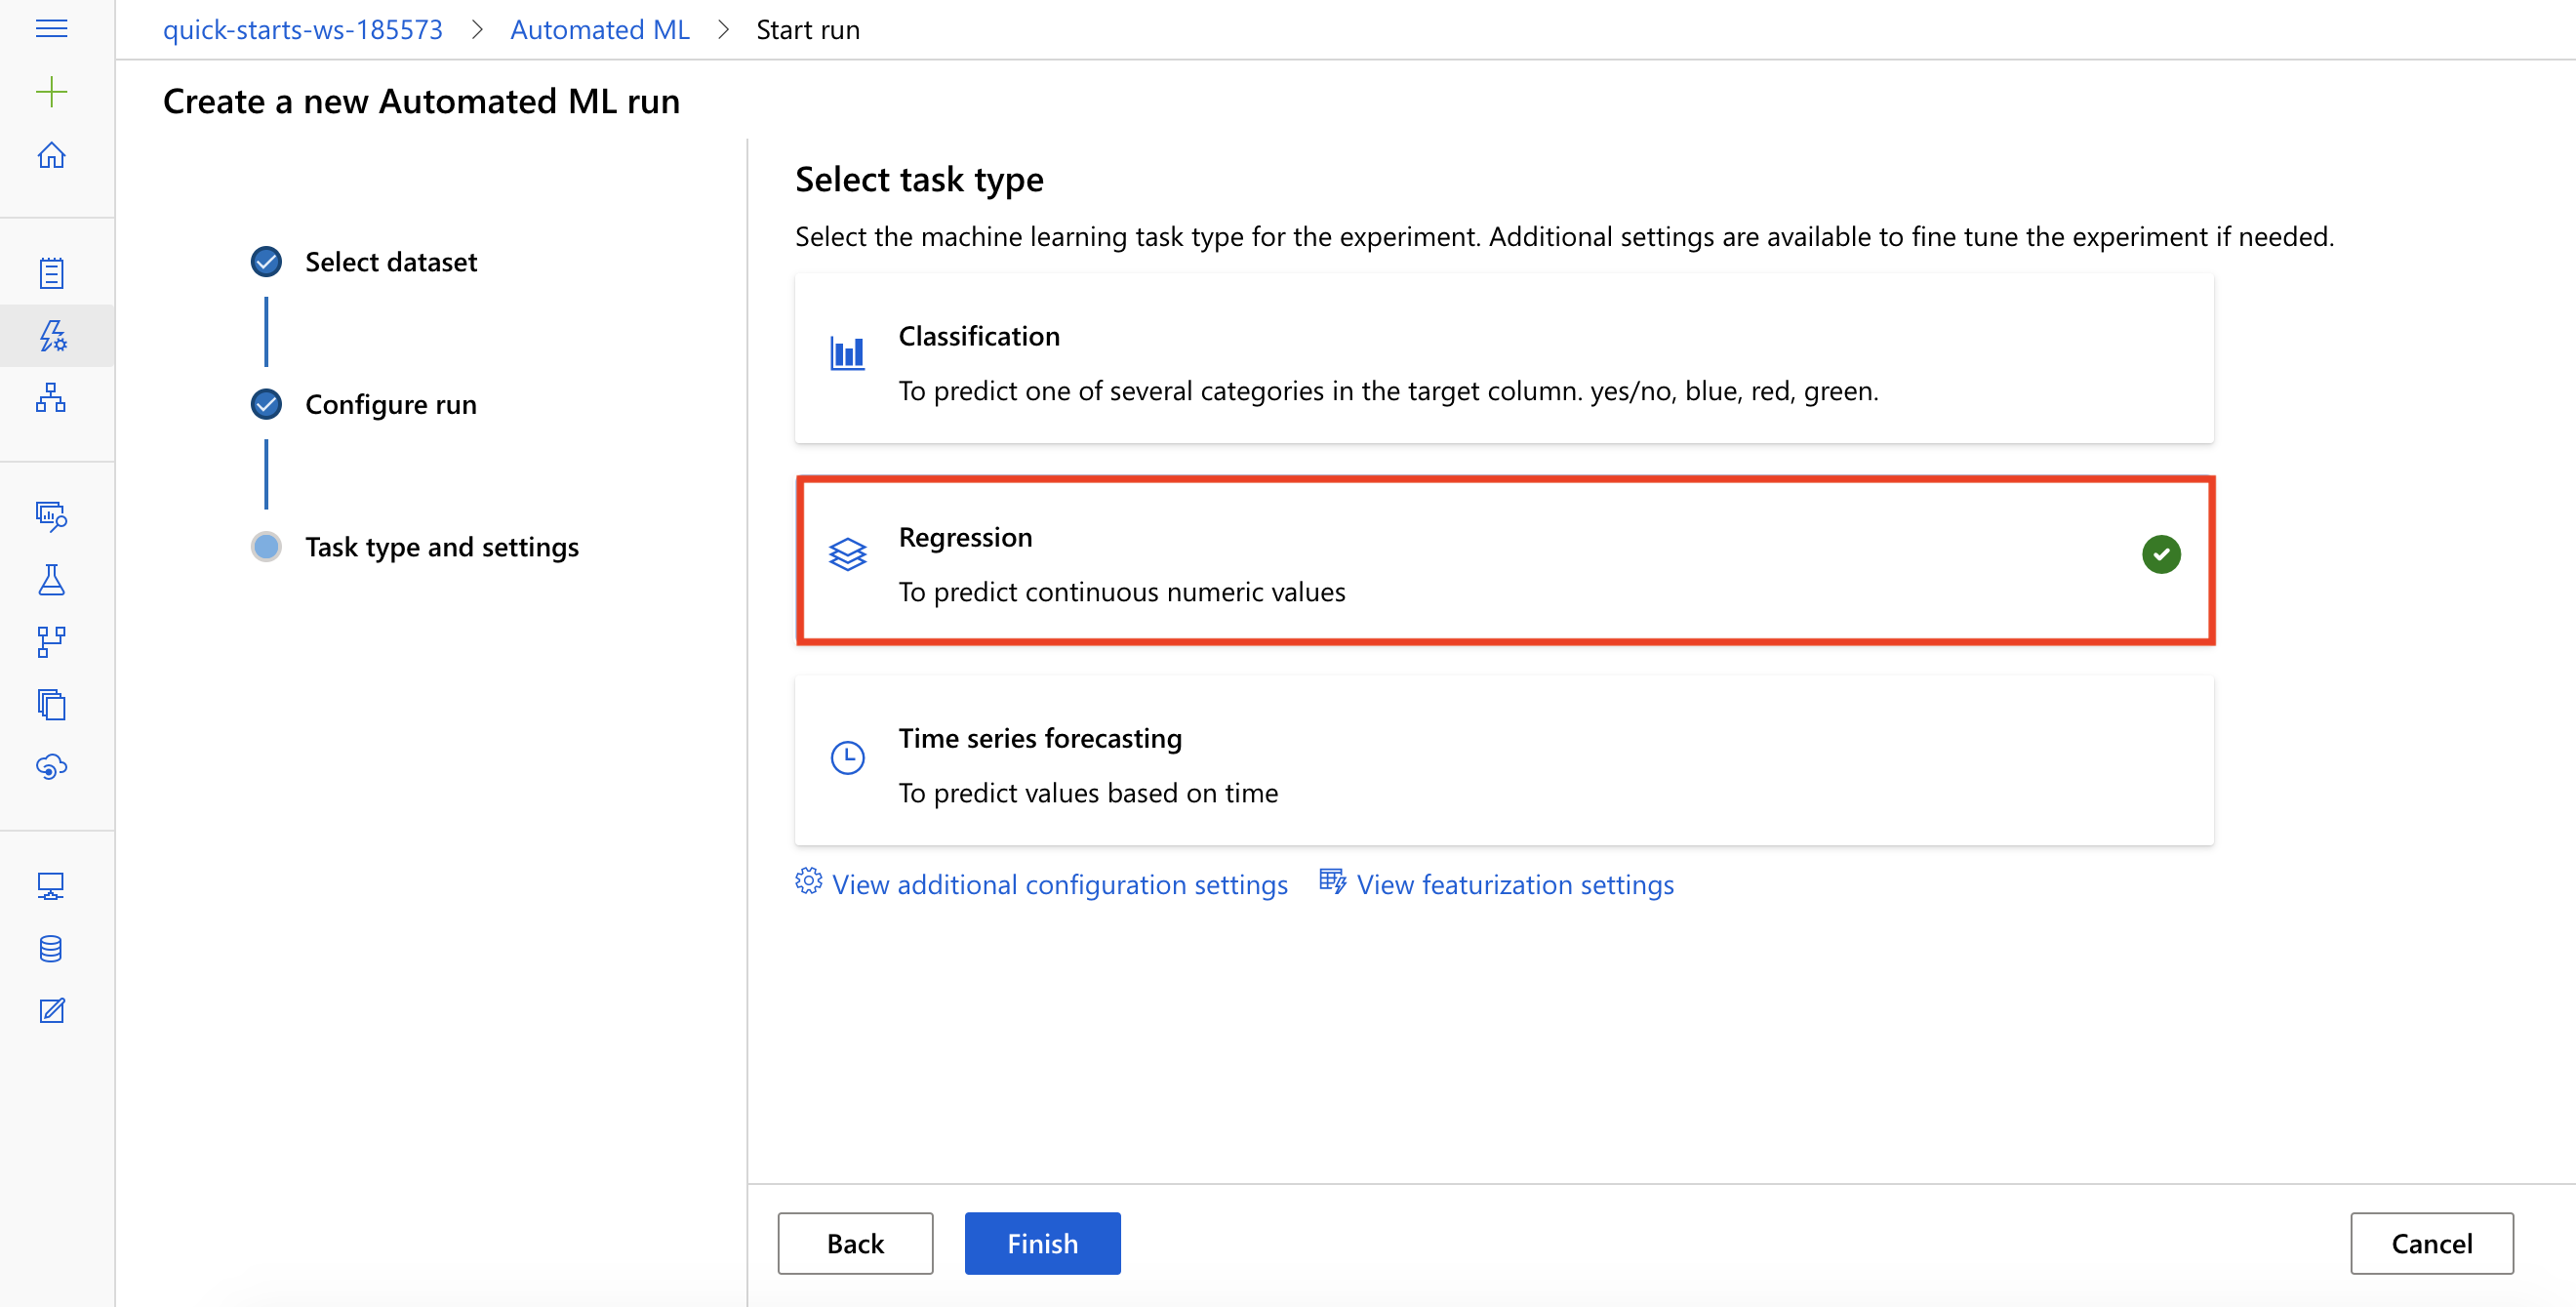 quick-starts-ws-185573 > Automated ML > Start run
Create a new Automated ML run
Select dataset
Configure run
Task type and settings
Select task type
Select the machine learning task type for the experiment. Additional settings are available to fine tune the experiment if needed.
Classification
To predict one of several categories in the target column. yes/no, blue, red, green.
Regression
To predict continuous numeric values
Time series forecasting
To predict values based on time
View additional configuration settings View featurization settings
Back Finish Cancel